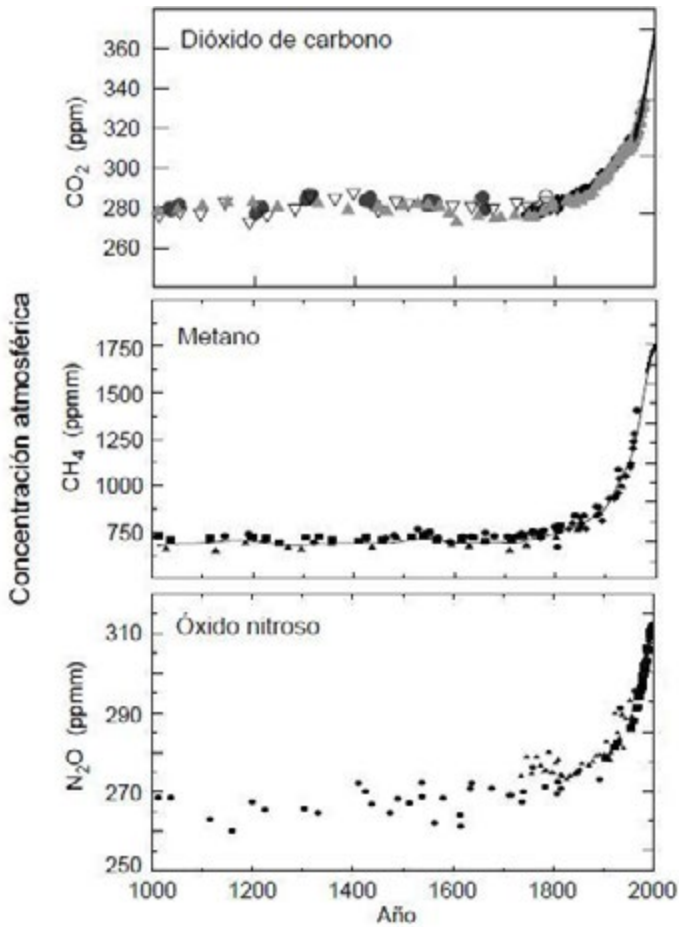 Concentración atmosférica
Dióxido de carbono
CO2 (ppm)
360
340
320
300
280
260
Metano
CH4 (ppmm)
1750
1500
1250
1000
750
Óxido nitroso
N2O (ppmm)
310
290
270
250
1000 1200 1400 1600 1800 2000
Año